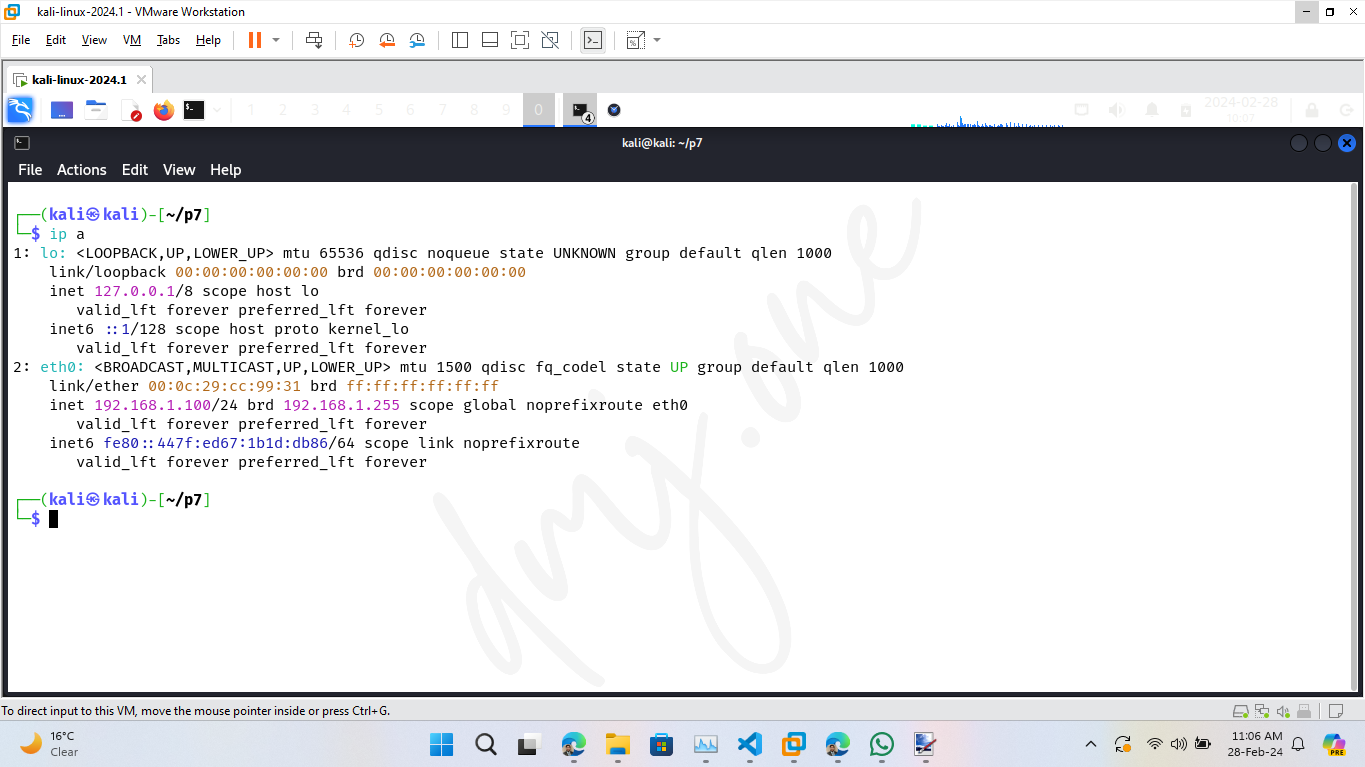 kali-linux-2024.1 - VMware Workstation
File Edit View VM Tabs Help
kali-linux-2024.1
1 2 3 4 5 6 7 8 9 0 4 2024-02-28
10:07
kali@kali: ~/p7
File Actions Edit View Help
┌──(kali㉿kali)-[~/p7]
└─$ ip a
1: lo: <LOOPBACK,UP,LOWER_UP> mtu 65536 qdisc noqueue state UNKNOWN group default qlen 1000
link/loopback 00:00:00:00:00:00 brd 00:00:00:00:00:00
inet 127.0.0.1/8 scope host lo
valid_lft forever preferred_lft forever
inet6 ::1/128 scope host proto kernel_lo
valid_lft forever preferred_lft forever
2: eth0: <BROADCAST,MULTICAST,UP,LOWER_UP> mtu 1500 qdisc fq_codel state UP group default qlen 1000
link/ether 00:0c:29:cc:99:31 brd ff:ff:ff:ff:ff:ff
inet 192.168.1.100/24 brd 192.168.1.255 scope global noprefixroute eth0
valid_lft forever preferred_lft forever
inet6 fe80::447f:ed67:1b1d:db86/64 scope link noprefixroute
valid_lft forever preferred_lft forever
┌──(kali㉿kali)-[~/p7]
└─$
dmj.one
To direct input to this VM, move the mouse pointer inside or press Ctrl+G.
16°C
Clear
11:06 AM
28-Feb-24
PRE